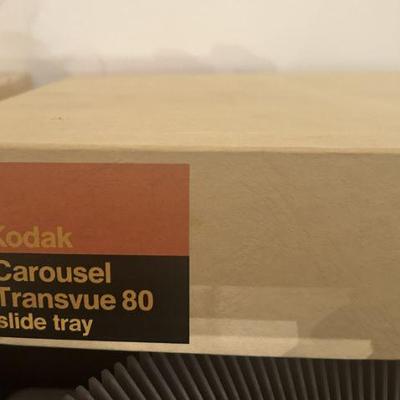 Kodak
Carousel
Transvue 80
slide tray